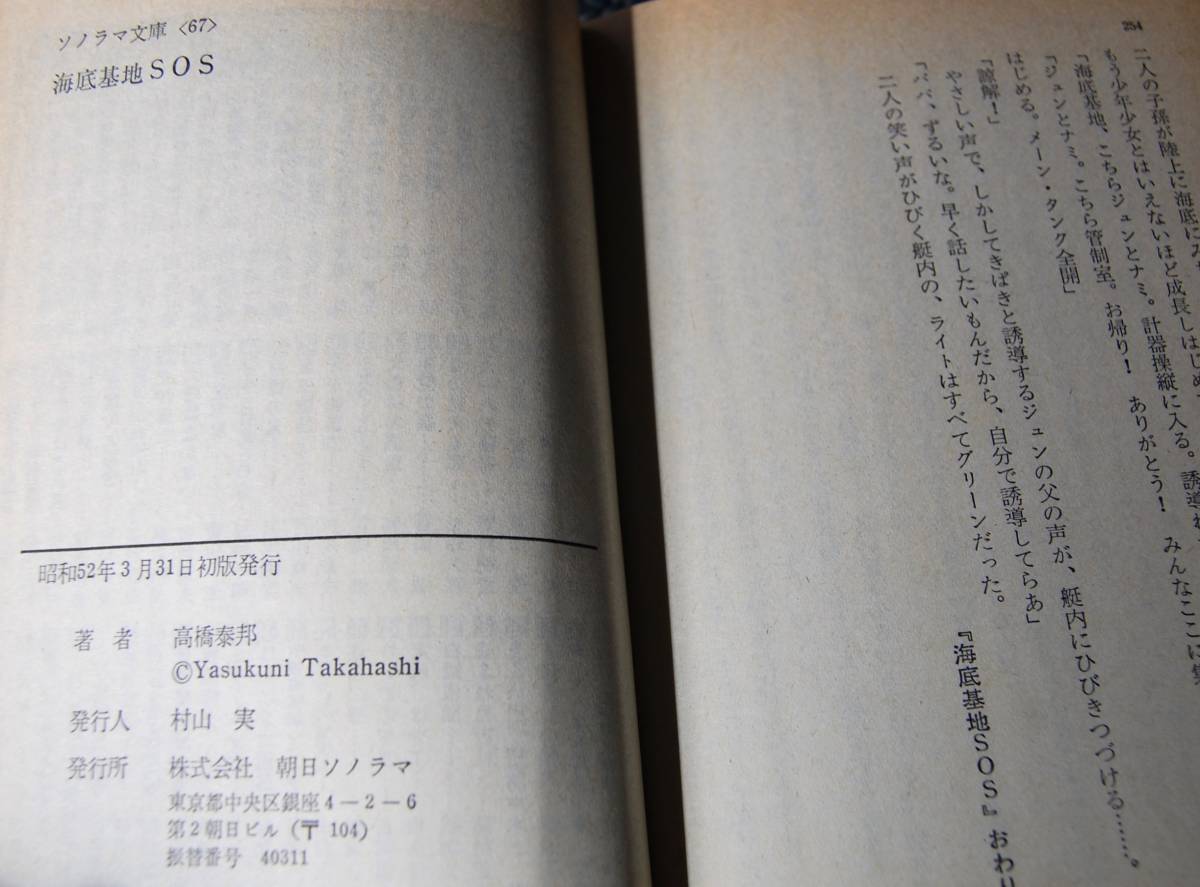 ソノラマ文庫〈67〉
海底基地SOS
昭和52年3月31日初版発行
著者 高橋泰邦
©Yasukuni Takahashi
発行人 村山 実
発行所 株式会社 朝日ソノラマ
東京都中央区銀座4-2-6
第2朝日ビル(〒104)
振替番号 40311
254
二人の子孫が陸上に海底に
もう少年少女とはいえないほど成長しはじめ
「海底基地、こちらジュンとナミ。計器操縦に入る。誘導
「ジュンとナミ。こちら管制室。お帰り! ありがとう! みんなここに
はじめる。メーン・タンク全開」
「諒解!」
やさしい声で、しかしてきぱきと誘導するジュンの父の声が、艇内にひびきつづける……。
「パパ、ずるいな。早く話したいもんだから、自分で誘導してらぁ」
二人の笑い声がひびく艇内の、ライトはすべてグリーンだった。
『海底基地SOS』おわり